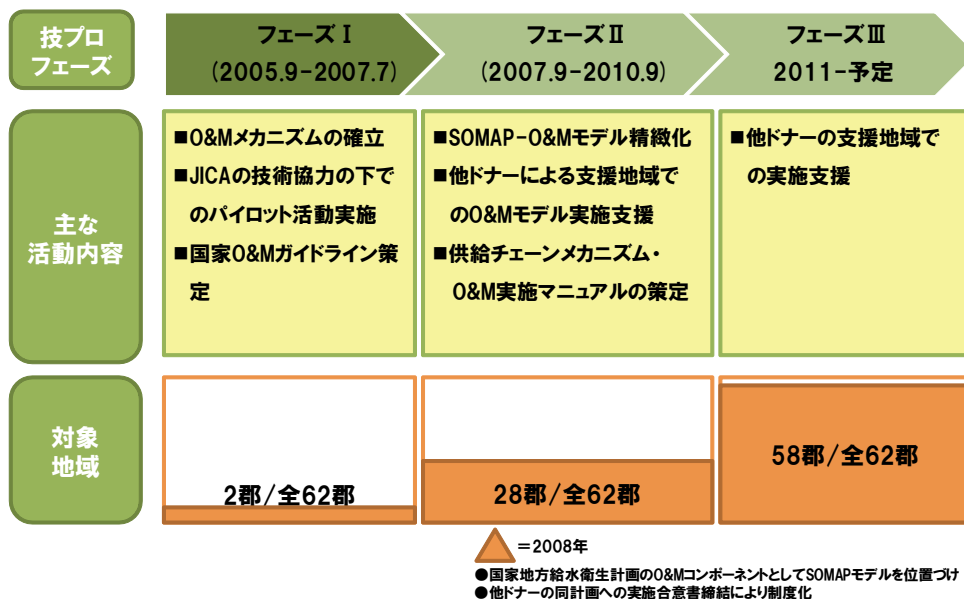 技プロ
フェーズ
フェーズⅠ
(2005.9-2007.7)
フェーズⅡ
(2007.9-2010.9)
フェーズⅢ
2011-予定
主な
活動内容
■O&Mメカニズムの確立
■JICAの技術協力の下で
のパイロット活動実施
■国家O&Mガイドライン策
定
■SOMAP-O&Mモデル精緻化
■他ドナーによる支援地域で
のO&Mモデル実施支援
■供給チェーンメカニズム・
O&M実施マニュアルの策定
■他ドナーの支援地域で
の実施支援
対象
地域
2郡/全62郡
28郡/全62郡
58郡/全62郡
=2008年
●国家地方給水衛生計画のO&MコンポーネントとしてSOMAPモデルを位置づけ
●他ドナーの同計画への実施合意書締結により制度化